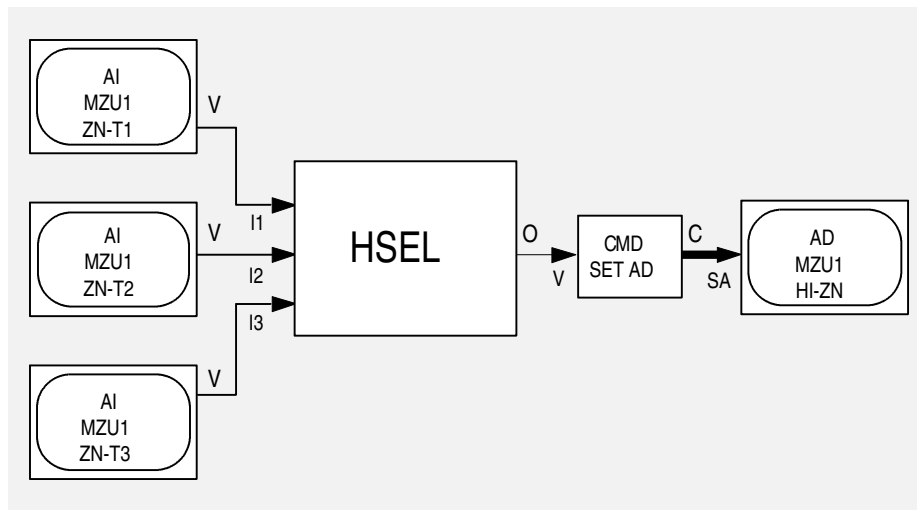 AI
MZU1
ZN-T1
V
I1
AI
MZU1
ZN-T2
V
I2
AI
MZU1
ZN-T3
V
I3
HSEL
O
V
CMD
SET AD
C
SA
AD
MZU1
HI-ZN